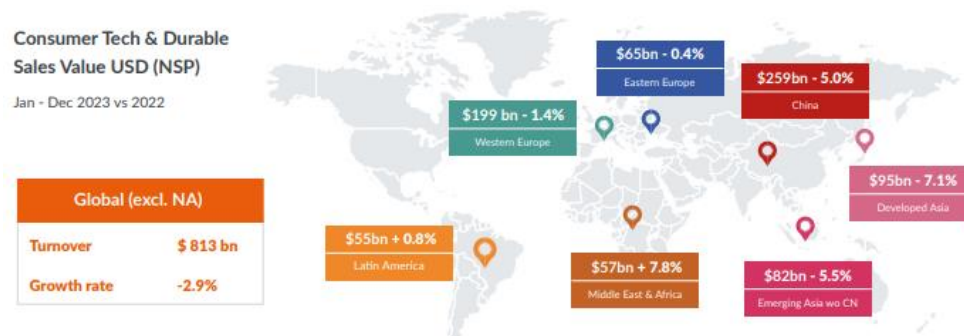 Consumer Tech & Durable
Sales Value USD (NSP)
Jan - Dec 2023 vs 2022
Global (excl. NA)
Turnover $ 813 bn
Growth rate -2.9%
$65bn - 0.4%
Eastern Europe
$259bn - 5.0%
China
$199 bn - 1.4%
Western Europe
$95bn - 7.1%
Developed Asia
$55bn + 0.8%
Latin America
$57bn + 7.8%
Middle East & Africa
$82bn - 5.5%
Emerging Asia wo CN